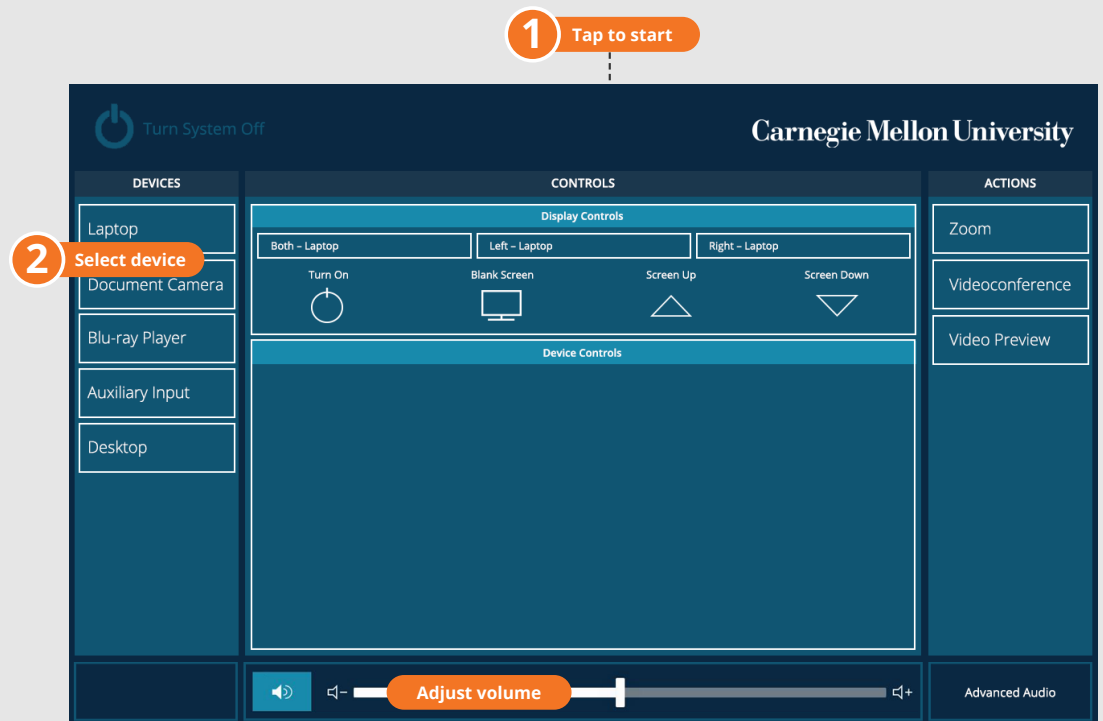 1 Tap to start
Turn System Off
Carnegie Mellon University
DEVICES
CONTROLS
ACTIONS
Laptop
2 Select device
Document Camera
Blu-ray Player
Auxiliary Input
Desktop
Display Controls
Both – Laptop
Left – Laptop
Right – Laptop
Turn On
Blank Screen
Screen Up
Screen Down
Device Controls
Zoom
Videoconference
Video Preview
Adjust volume
Advanced Audio